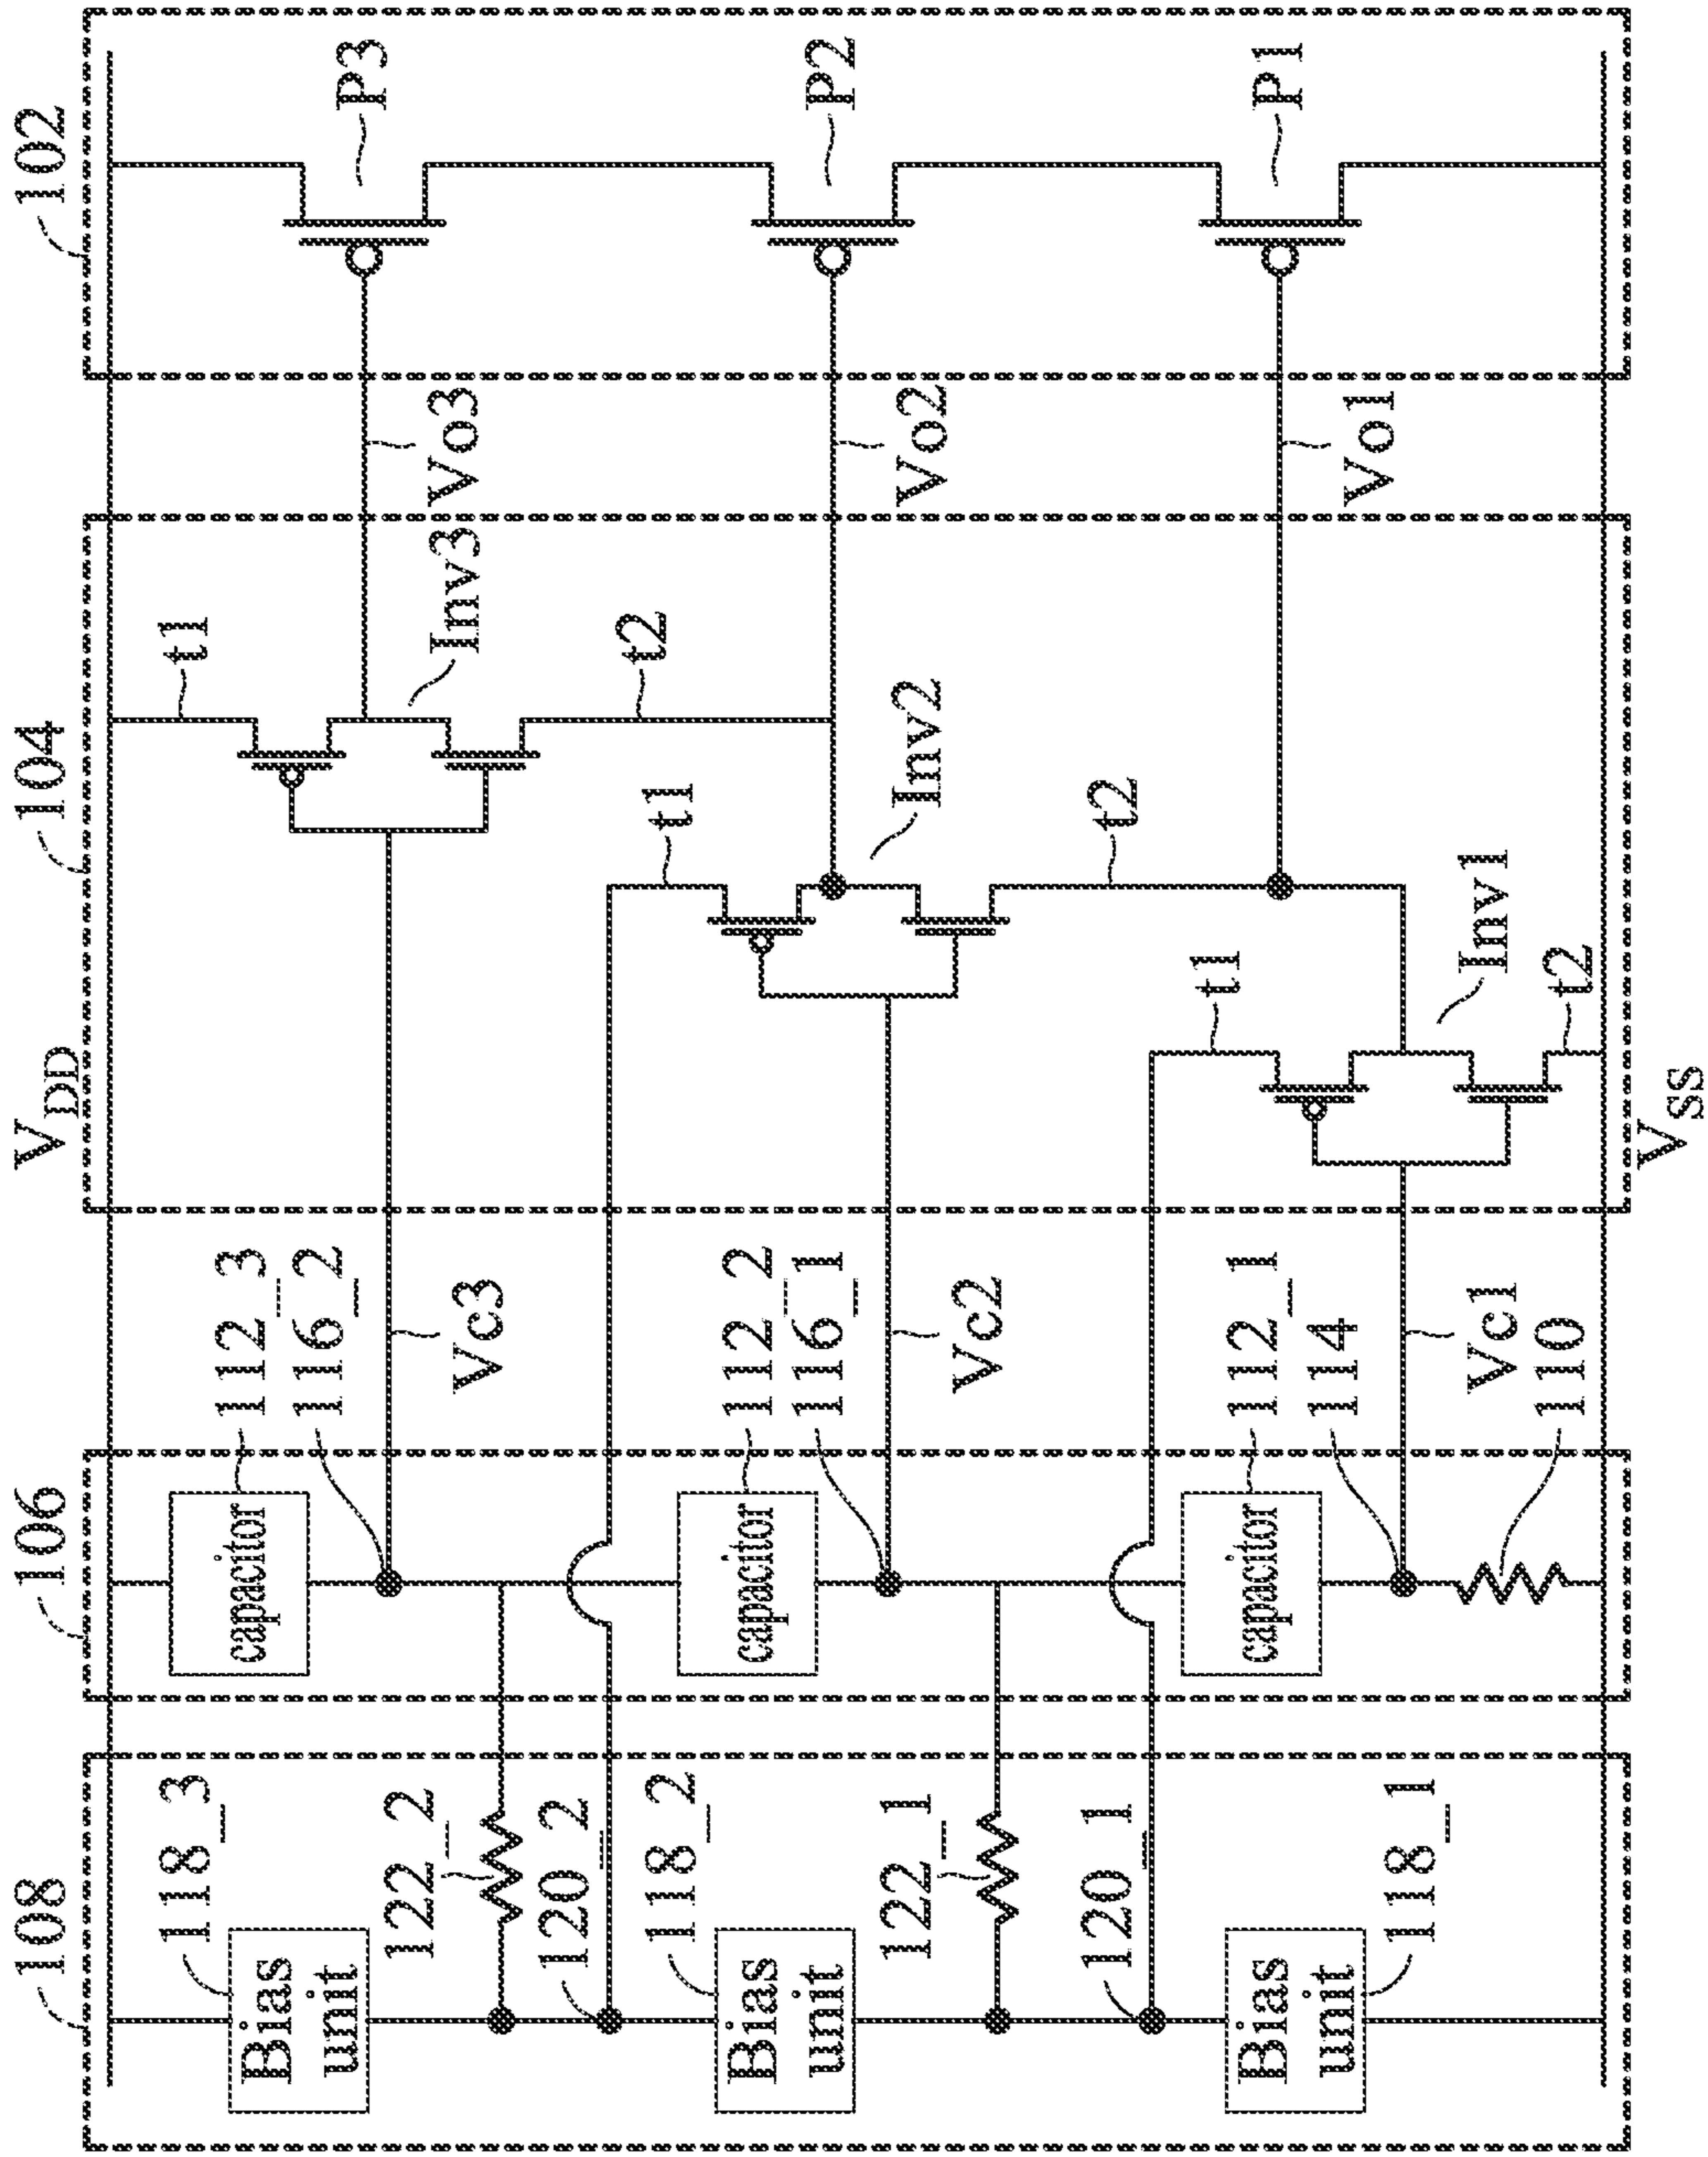 108
106
V_DD
104
102
118_3
t1
112_3
capacitor
Bias
unit
116_2
P3
122_2
Inv3
Vo3
Vc3
120_2
t2
118_2
t1
112_2
Bias
unit
capacitor
116_1
P2
122_1
Inv2
Vo2
Vc2
120_1
t2
t1
112_1
Bias
unit
capacitor
P1
114
Vo1
118_1
Inv1
Vc1
110
t2
V_SS